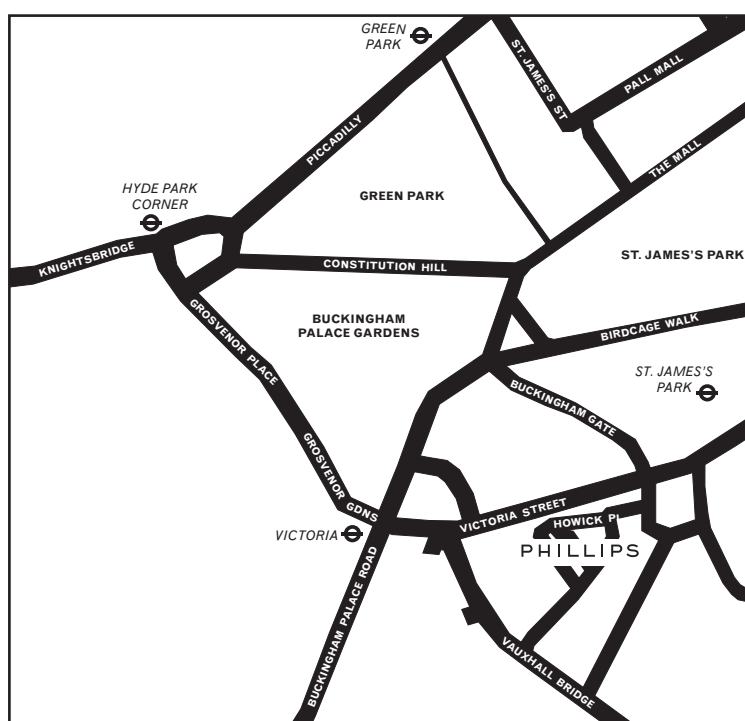 GREEN
PARK
ST. JAMES'S ST
PALL MALL
PICCADILLY
THE MALL
HYDE PARK
CORNER
GREEN PARK
KNIGHTSBRIDGE
CONSTITUTION HILL
ST. JAMES'S PARK
GROSVENOR PLACE
BUCKINGHAM
PALACE GARDENS
BIRDCAGE WALK
ST. JAMES'S
PARK
BUCKINGHAM GATE
GROSVENOR GDNS
VICTORIA STREET
VICTORIA
HOWICK Pl
PHILLIPS
BUCKINGHAM PALACE ROAD
VAUXHALL BRIDGE